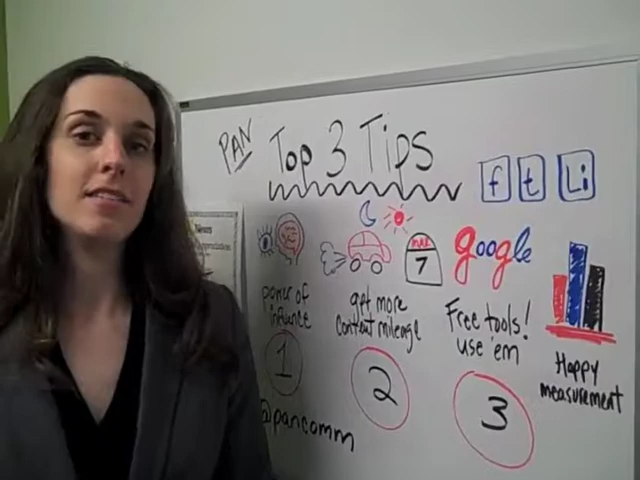 PAN
Top 3 Tips
f t Li
MAR
7
google
power of
influence
get more
content mileage
Free tools!
use 'em
Happy
measurement
1
2
3
@pancomm